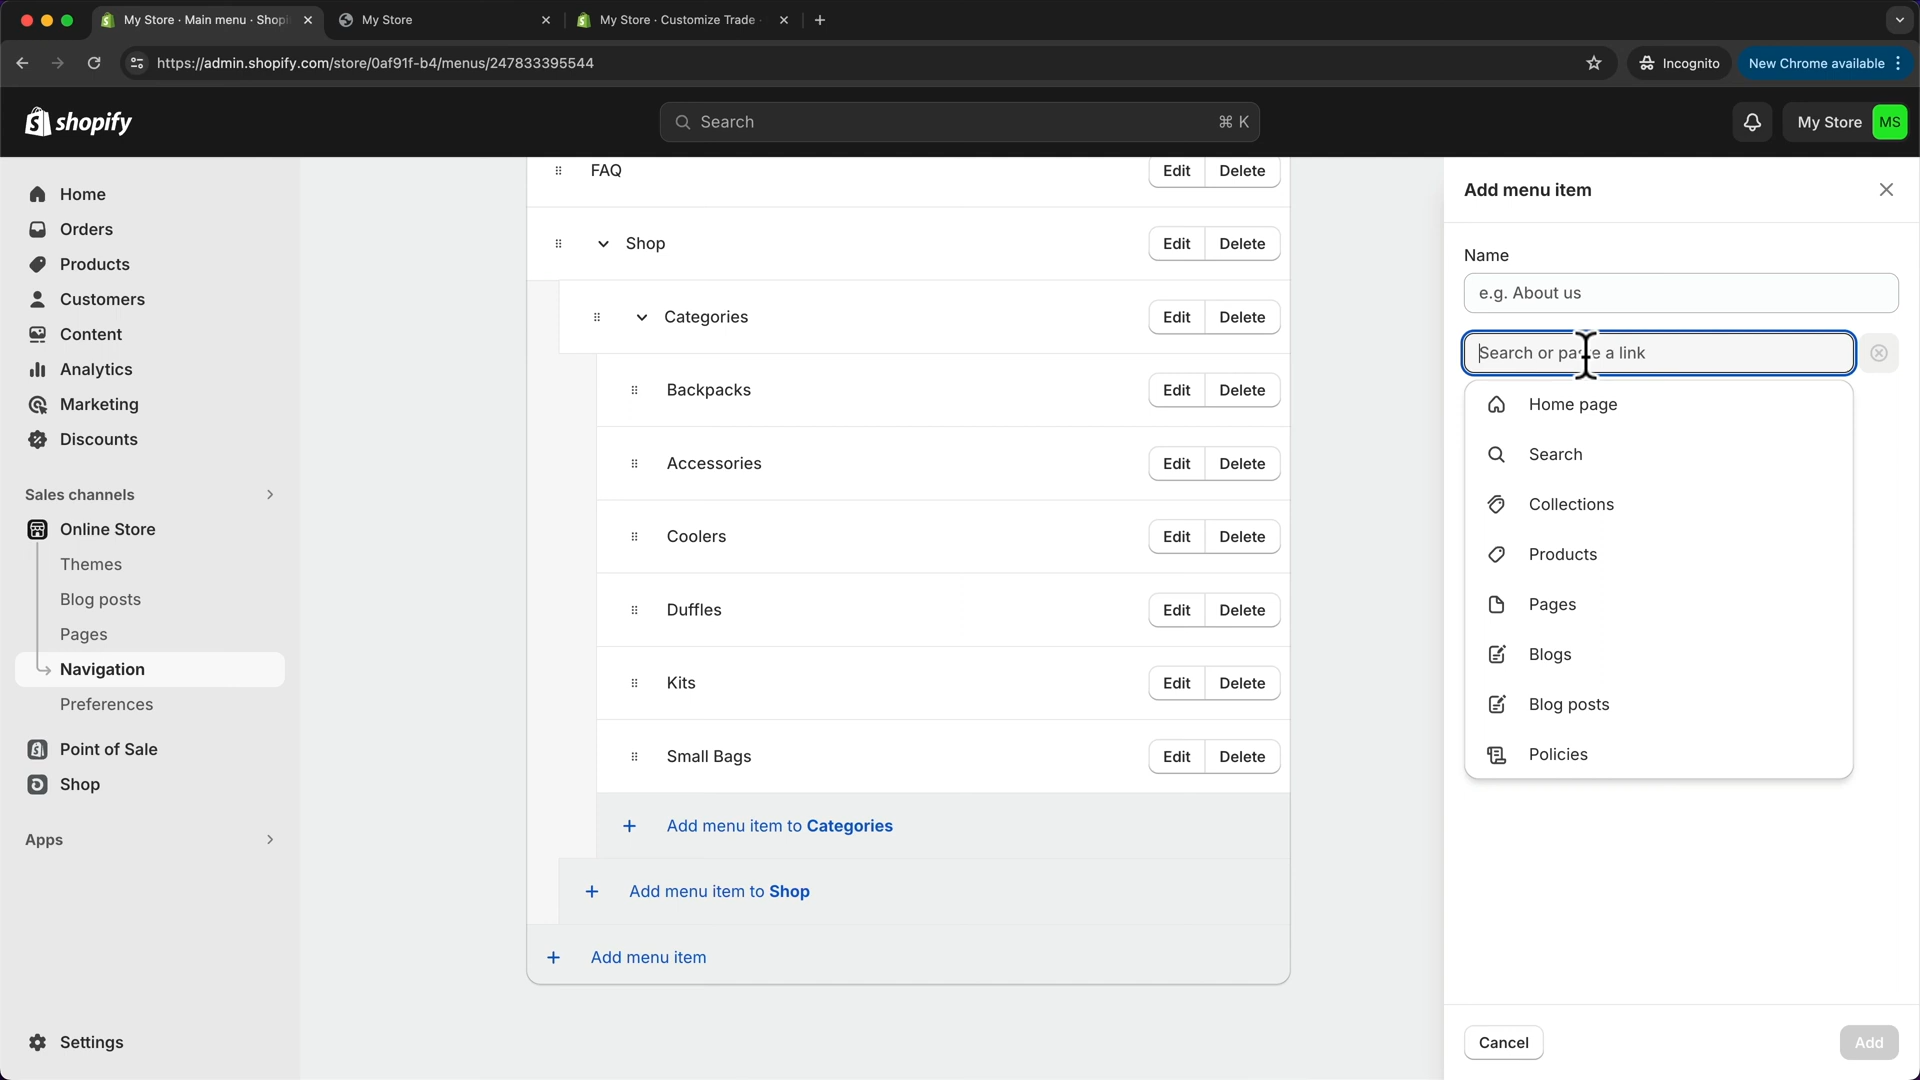 My Store · Main menu · Shopi
My Store
My Store · Customize Trade
https://admin.shopify.com/store/0af91f-b4/menus/247833395544
Incognito
New Chrome available
shopify
Search
⌘ K
My Store
MS
Home
Orders
Products
Customers
Content
Analytics
Marketing
Discounts
Sales channels
Online Store
Themes
Blog posts
Pages
Navigation
Preferences
Point of Sale
Shop
Apps
Settings
FAQ Edit Delete
Shop Edit Delete
Categories Edit Delete
Backpacks Edit Delete
Accessories Edit Delete
Coolers Edit Delete
Duffles Edit Delete
Kits Edit Delete
Small Bags Edit Delete
+ Add menu item to Categories
+ Add menu item to Shop
+ Add menu item
Add menu item
Name
e.g. About us
Search or paste a link
Home page
Search
Collections
Products
Pages
Blogs
Blog posts
Policies
Cancel
Add